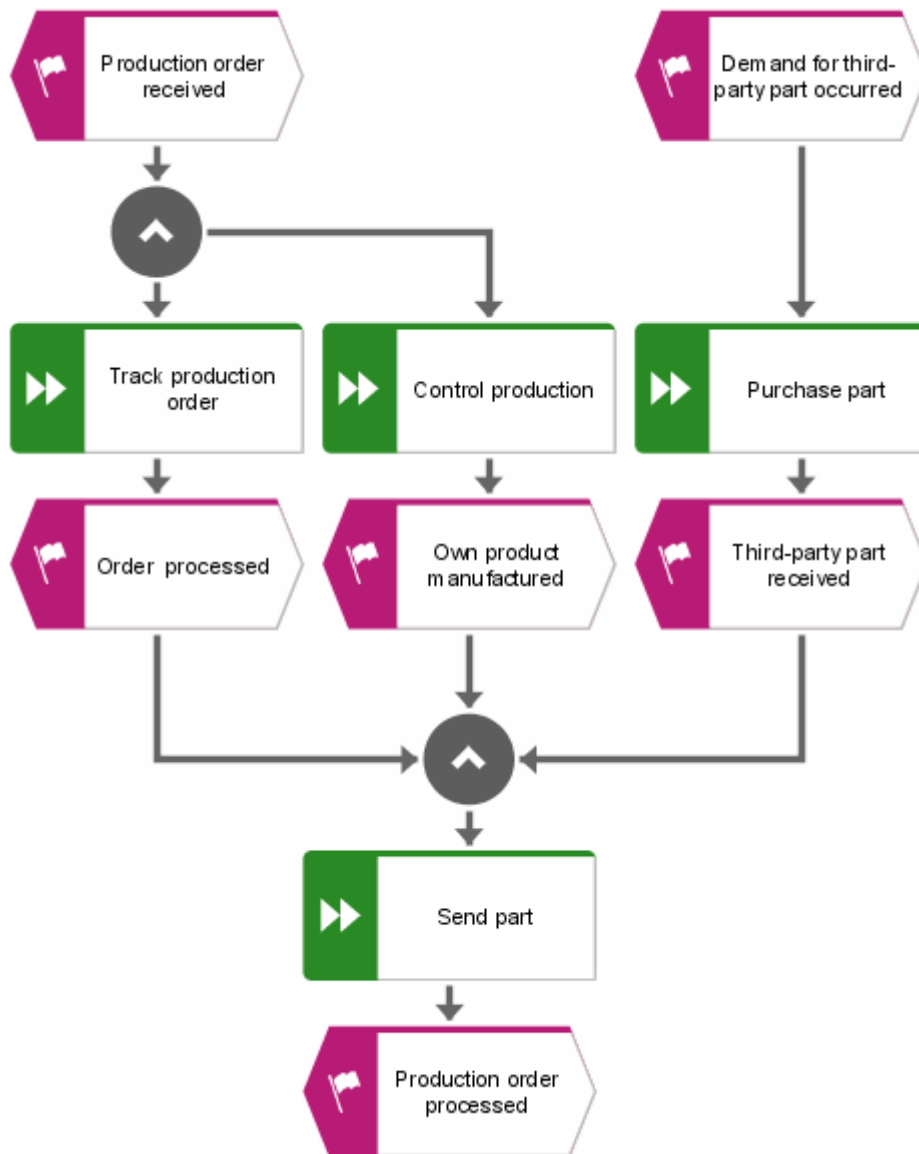 Production order
received
Demand for third-
party part occurred
Track production
order
Control production
Purchase part
Order processed
Own product
manufactured
Third-party part
received
Send part
Production order
processed